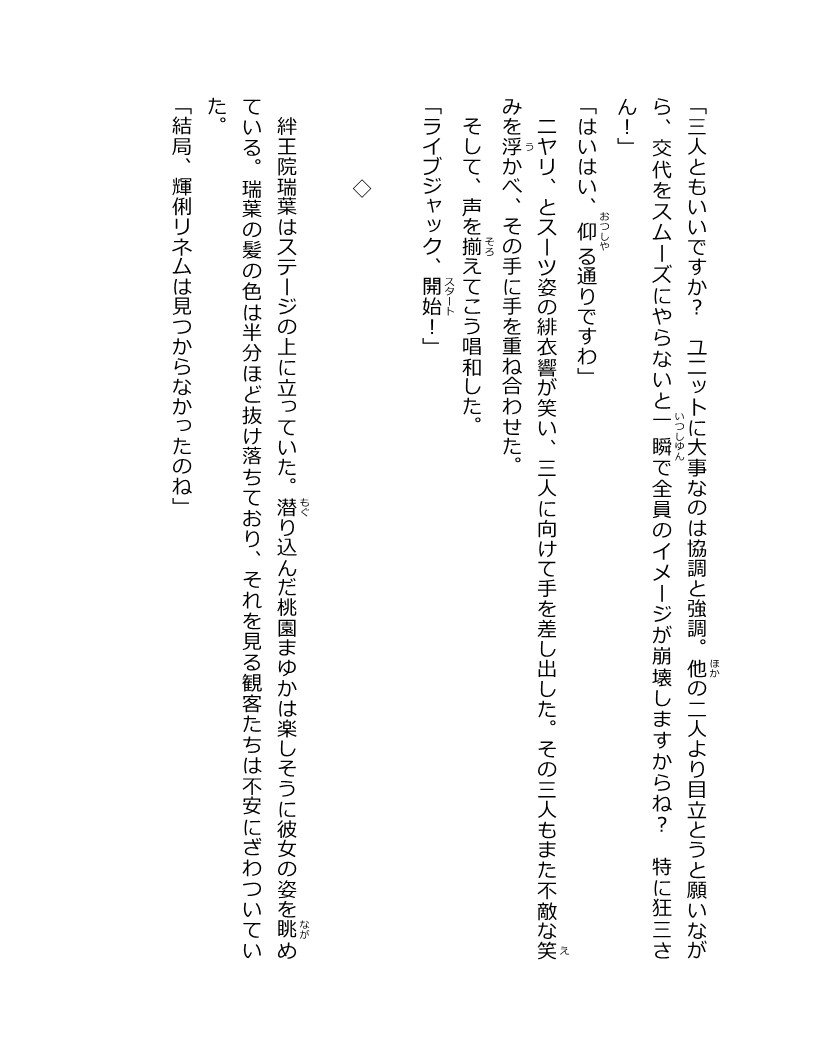 「三人ともいいですか？　ユニットに大事なのは協調と強調。他の二人より目立とうと願いなが
ら、交代をスムーズにやらないと一瞬で全員のイメージが崩壊しますからね？　特に狂三さ
ん！」
「はいはい、仰る通りですわ」
　ニヤリ、とスーツ姿の緋衣響が笑い、三人に向けて手を差し出した。その三人もまた不敵な笑
みを浮かべ、その手に手を重ね合わせた。
　そして、声を揃えてこう唱和した。
「ライブジャック、開始！」
◇
　絆王院瑞葉はステージの上に立っていた。潜り込んだ桃園まゆかは楽しそうに彼女の姿を眺め
ている。瑞葉の髪の色は半分ほど抜け落ちており、それを見る観客たちは不安にざわついてい
た。
「結局、輝俐リネムは見つからなかったのね」